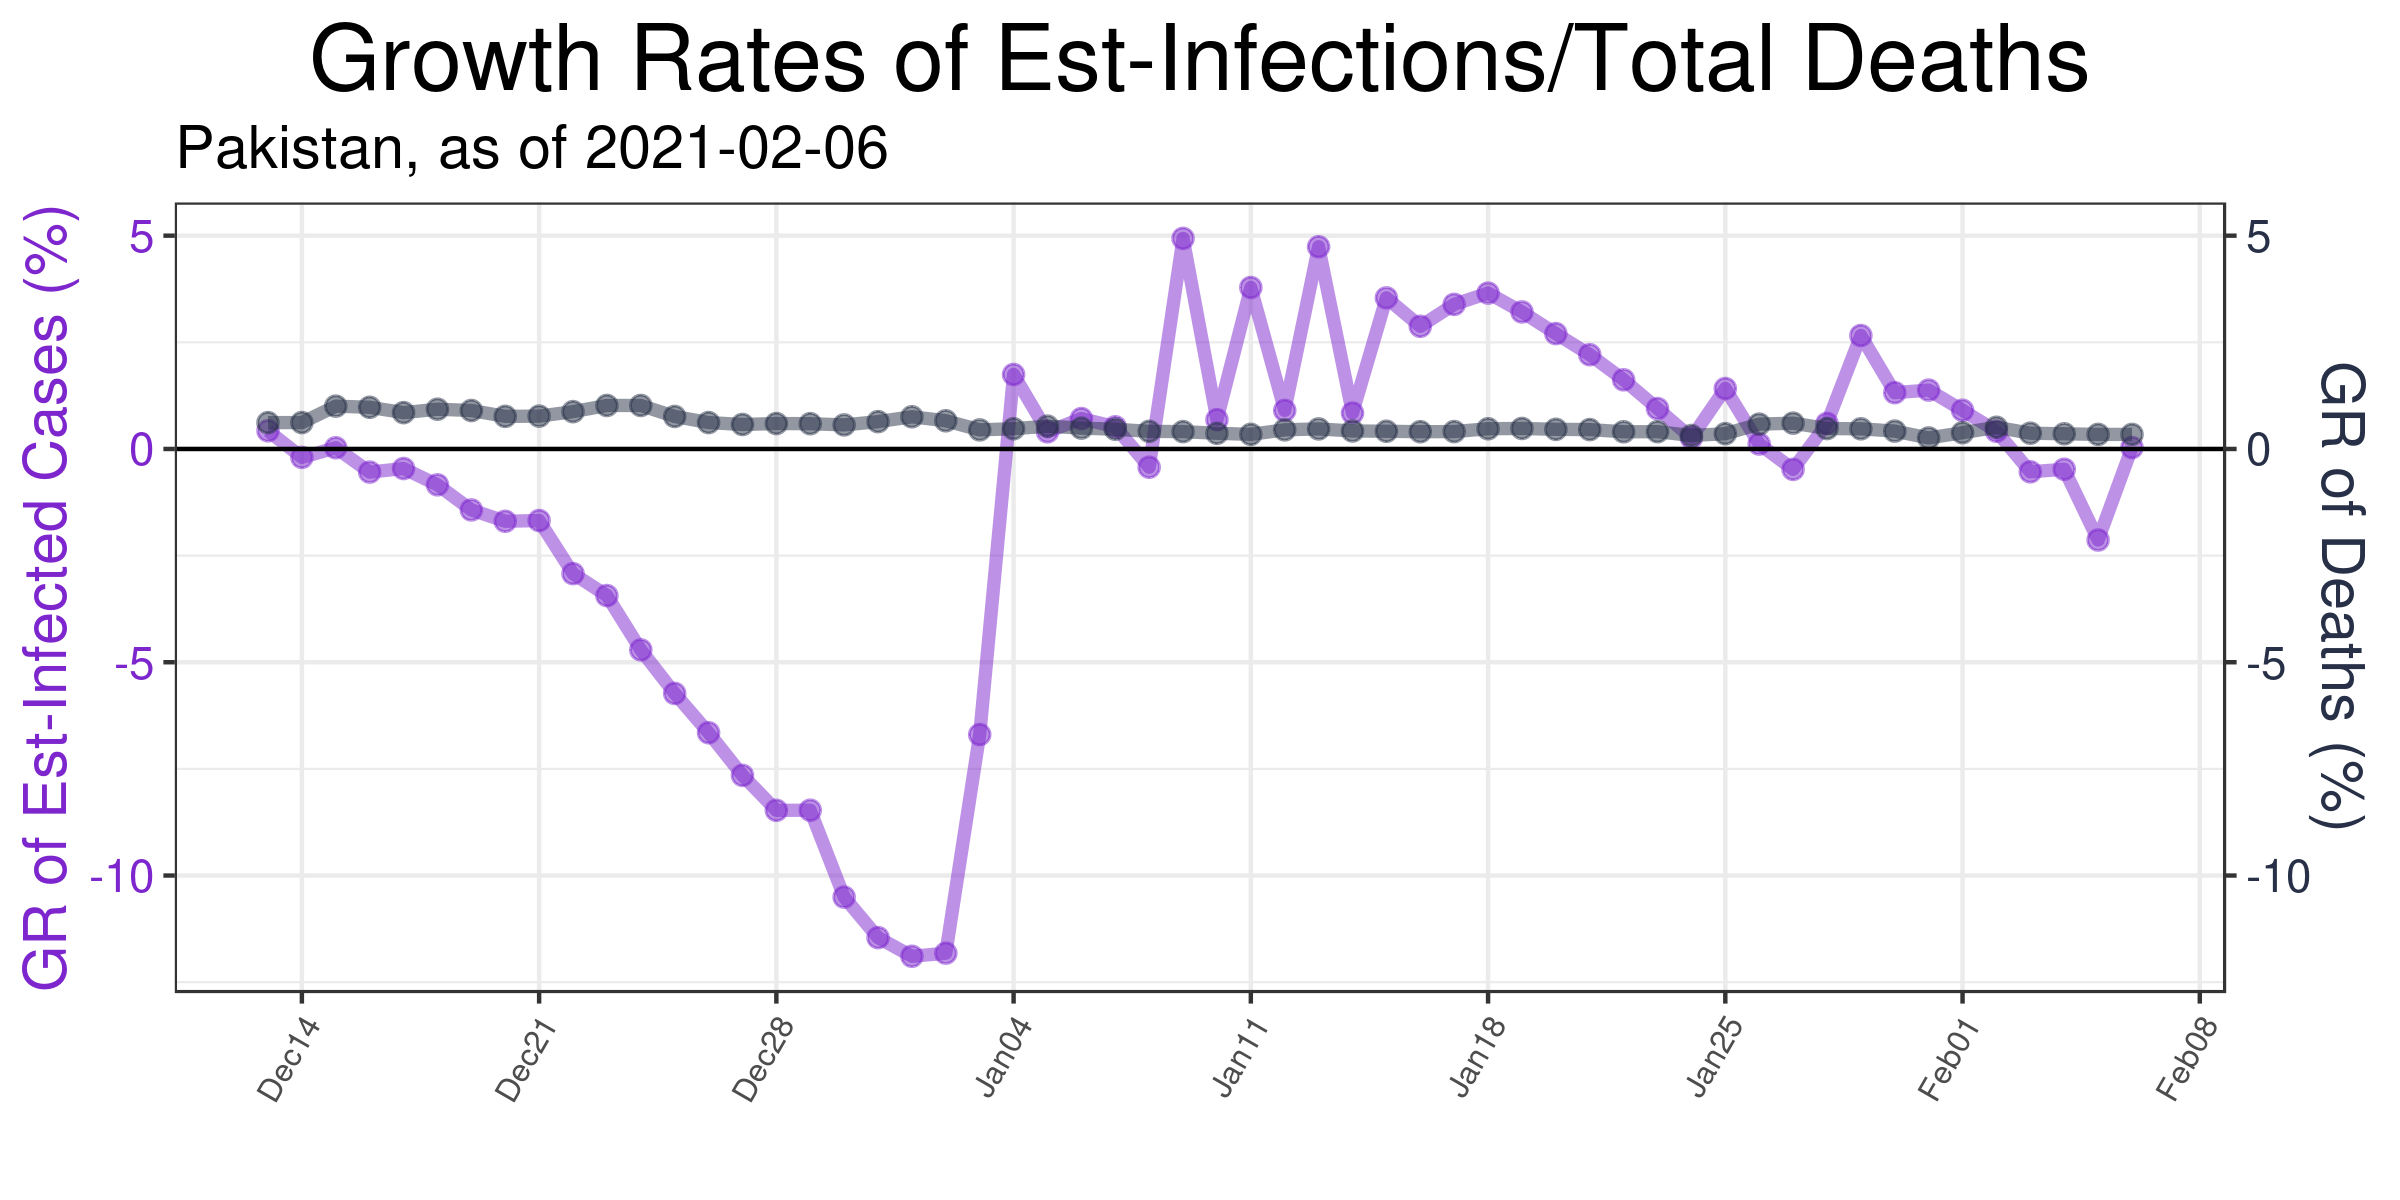 Growth Rates of Est-Infections/Total Deaths
Pakistan, as of 2021-02-06
GR of Est-Infected Cases (%)
5
0
-5
-10
5
0
-5
-10
GR of Deaths (%)
Dec14
Dec21
Dec28
Jan04
Jan11
Jan18
Jan25
Feb01
Feb08